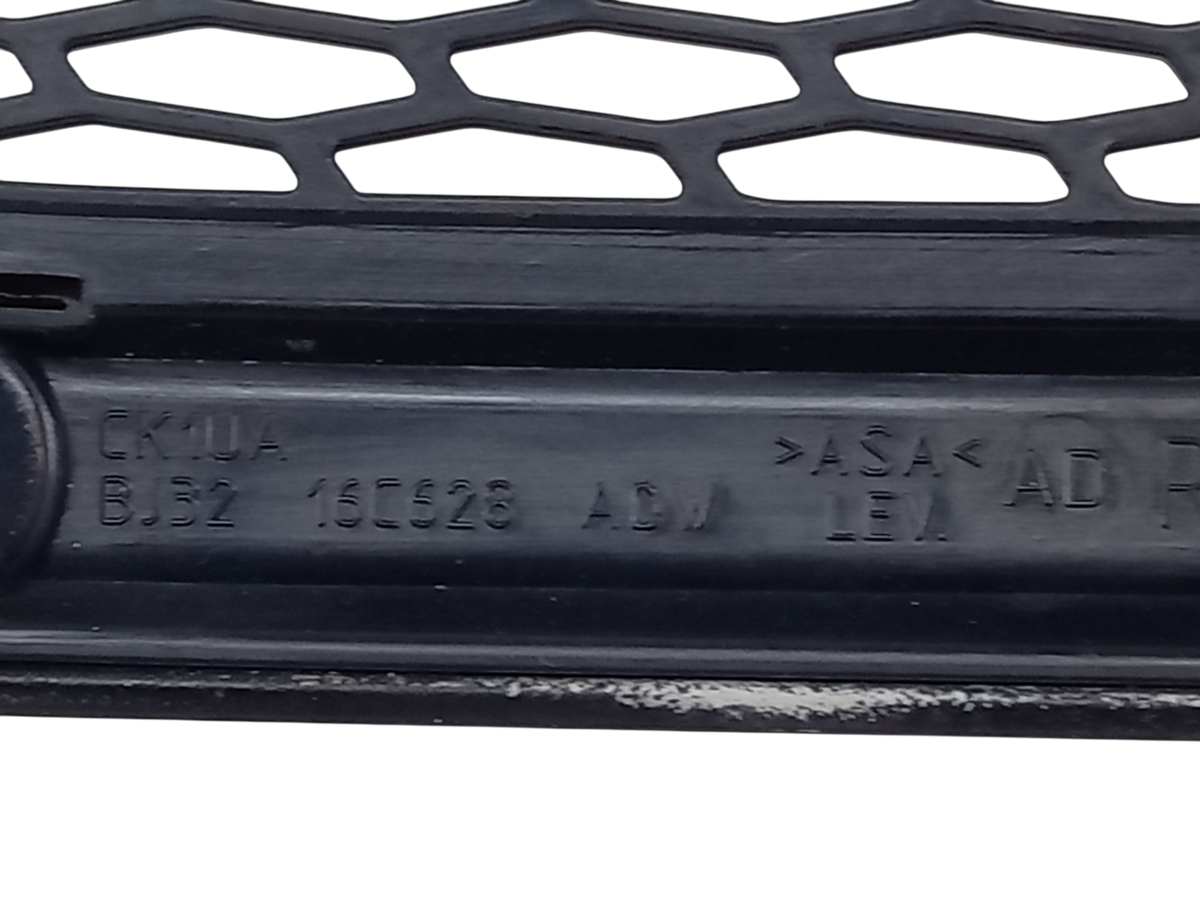 CK1UA
BJ32 16C628 ADW
>ASA<
LEV.
AD